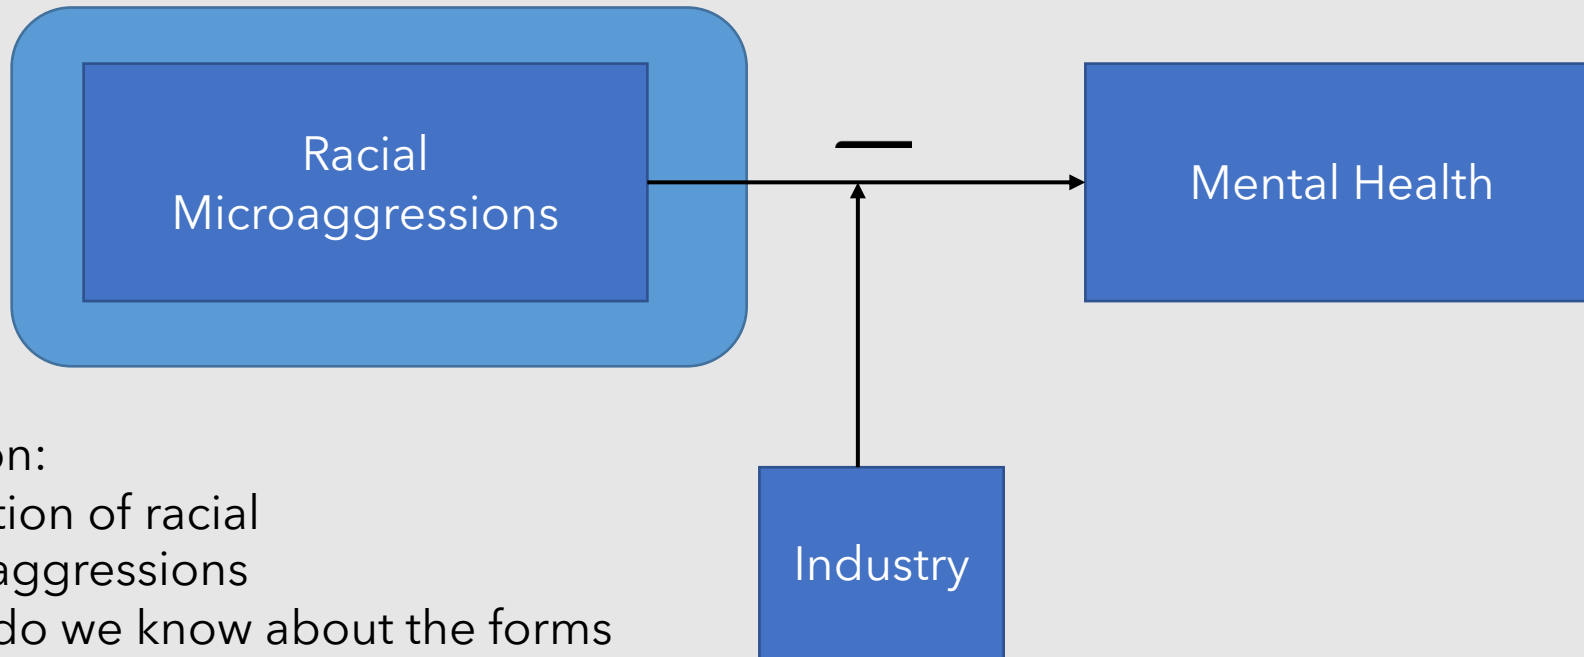 Racial
Microaggressions
Mental Health
on:
tion of racial
aggressions
do we know about the forms
Industry